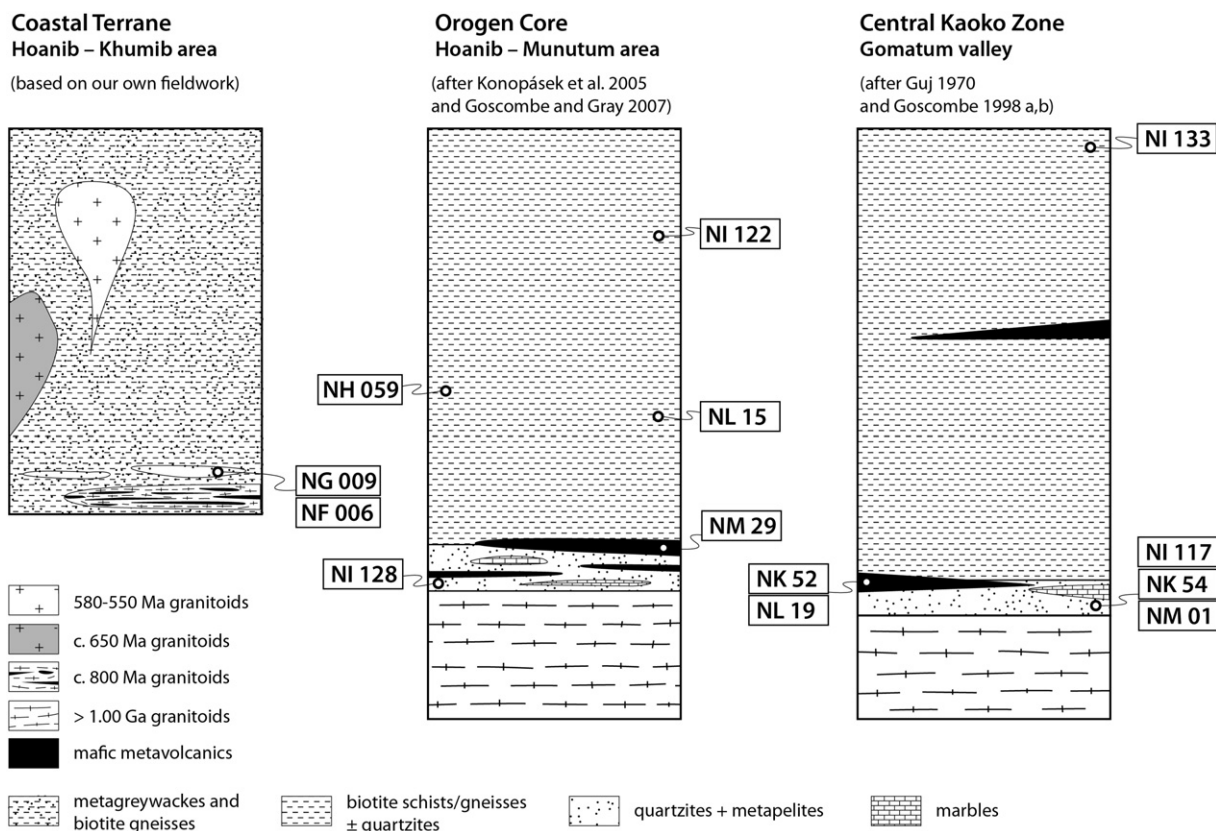 Coastal Terrane
Hoanib – Khumib area
(based on our own fieldwork)
Orogen Core
Hoanib – Munutum area
(after Konopásek et al. 2005
and Goscombe and Gray 2007)
Central Kaoko Zone
Gomatum valley
(after Guj 1970
and Goscombe 1998 a,b)
NG 009
NF 006
NI 122
NH 059
NL 15
NM 29
NI 128
NI 133
NK 52
NL 19
NI 117
NK 54
NM 01
580-550 Ma granitoids
c. 650 Ma granitoids
c. 800 Ma granitoids
> 1.00 Ga granitoids
mafic metavolcanics
metagreywackes and
biotite gneisses
biotite schists/gneisses
± quartzites
quartzites + metapelites
marbles